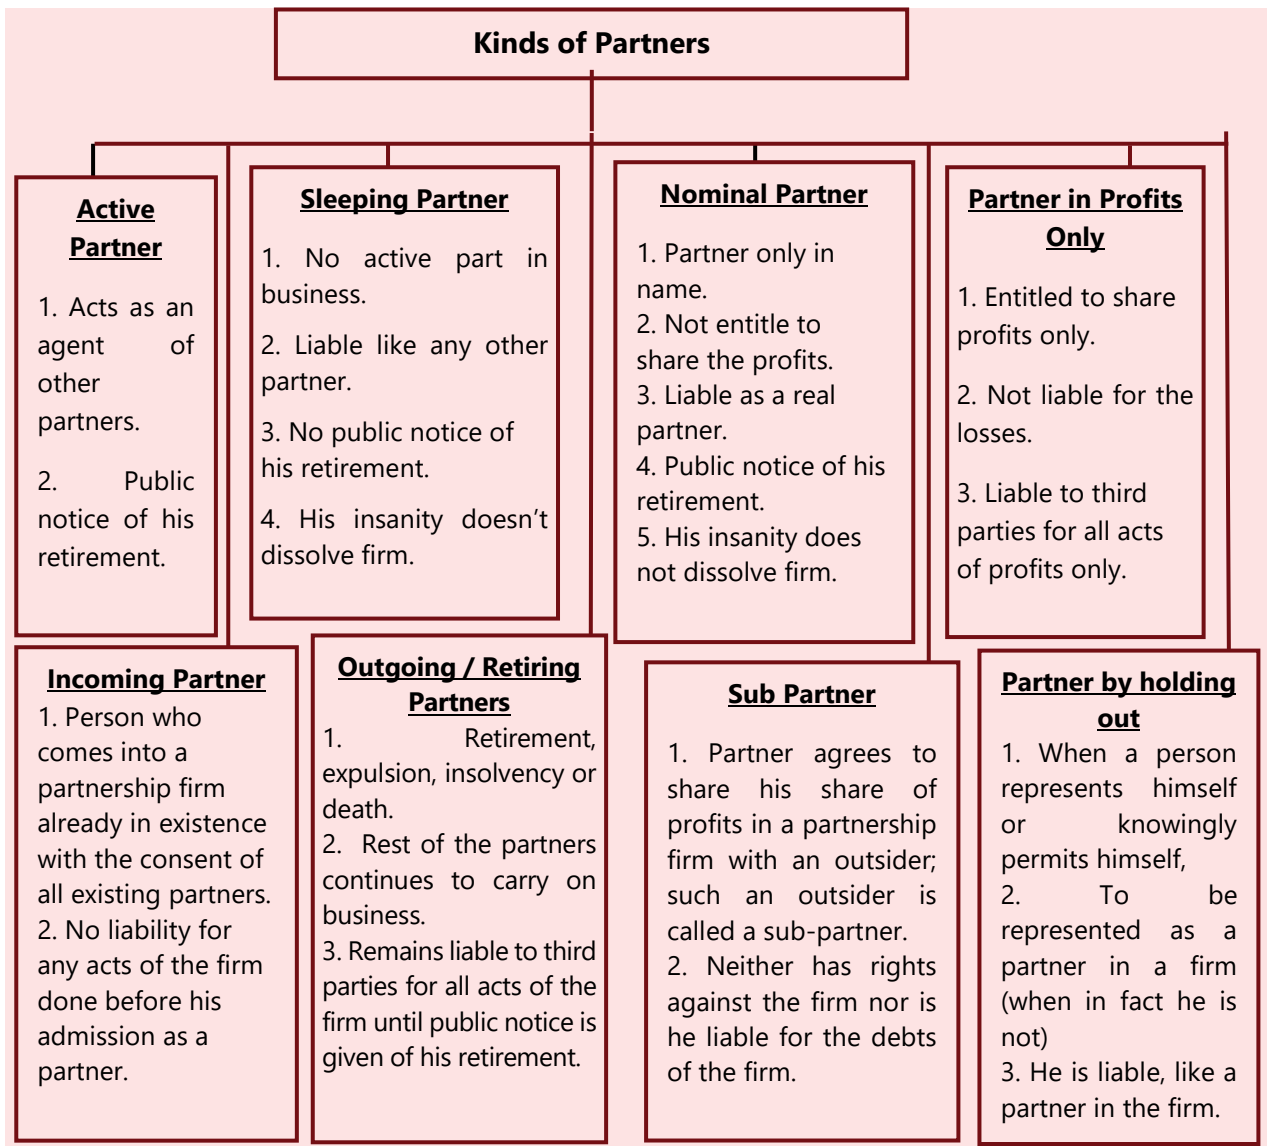 Kinds of Partners
Active
Partner
1. Acts as an
agent of
other
partners.
2. Public
notice of his
retirement.
Sleeping Partner
1. No active part in
business.
2. Liable like any other
partner.
3. No public notice of
his retirement.
4. His insanity doesn’t
dissolve firm.
Nominal Partner
1. Partner only in
name.
2. Not entitle to
share the profits.
3. Liable as a real
partner.
4. Public notice of his
retirement.
5. His insanity does
not dissolve firm.
Partner in Profits
Only
1. Entitled to share
profits only.
2. Not liable for the
losses.
3. Liable to third
parties for all acts
of profits only.
Incoming Partner
1. Person who
comes into a
partnership firm
already in existence
with the consent of
all existing partners.
2. No liability for
any acts of the firm
done before his
admission as a
partner.
Outgoing / Retiring
Partners
1. Retirement,
expulsion, insolvency or
death.
2. Rest of the partners
continues to carry on
business.
3. Remains liable to third
parties for all acts of the
firm until public notice is
given of his retirement.
Sub Partner
1. Partner agrees to
share his share of
profits in a partnership
firm with an outsider;
such an outsider is
called a sub-partner.
2. Neither has rights
against the firm nor is
he liable for the debts
of the firm.
Partner by holding
out
1. When a person
represents himself
or knowingly
permits himself,
2. To be
represented as a
partner in a firm
(when in fact he is
not)
3. He is liable, like a
partner in the firm.